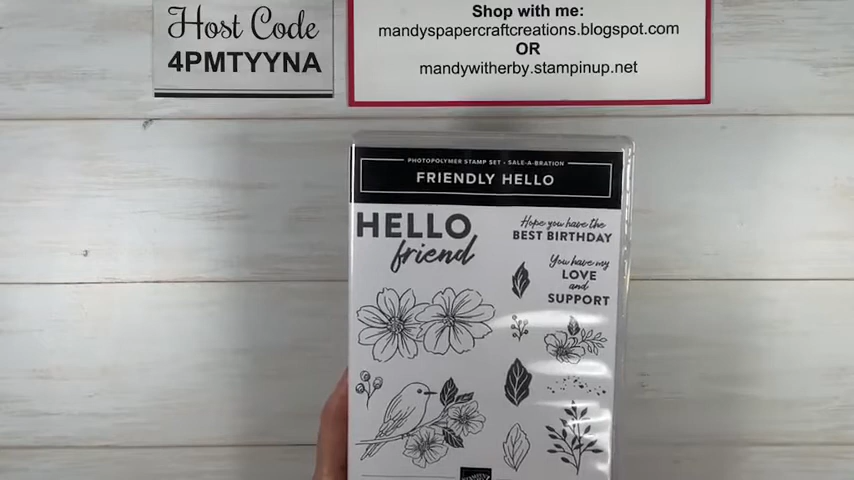 Host Code
4PMTYYNA
Shop with me:
mandyspapercraftcreations.blogspot.com
OR
mandywitherby.stampinup.net
PHOTOPOLYMER STAMP SET • SALE-A-BRATION
FRIENDLY HELLO
HELLO
friend
Hope you have the
BEST BIRTHDAY
You have my
LOVE
and
SUPPORT